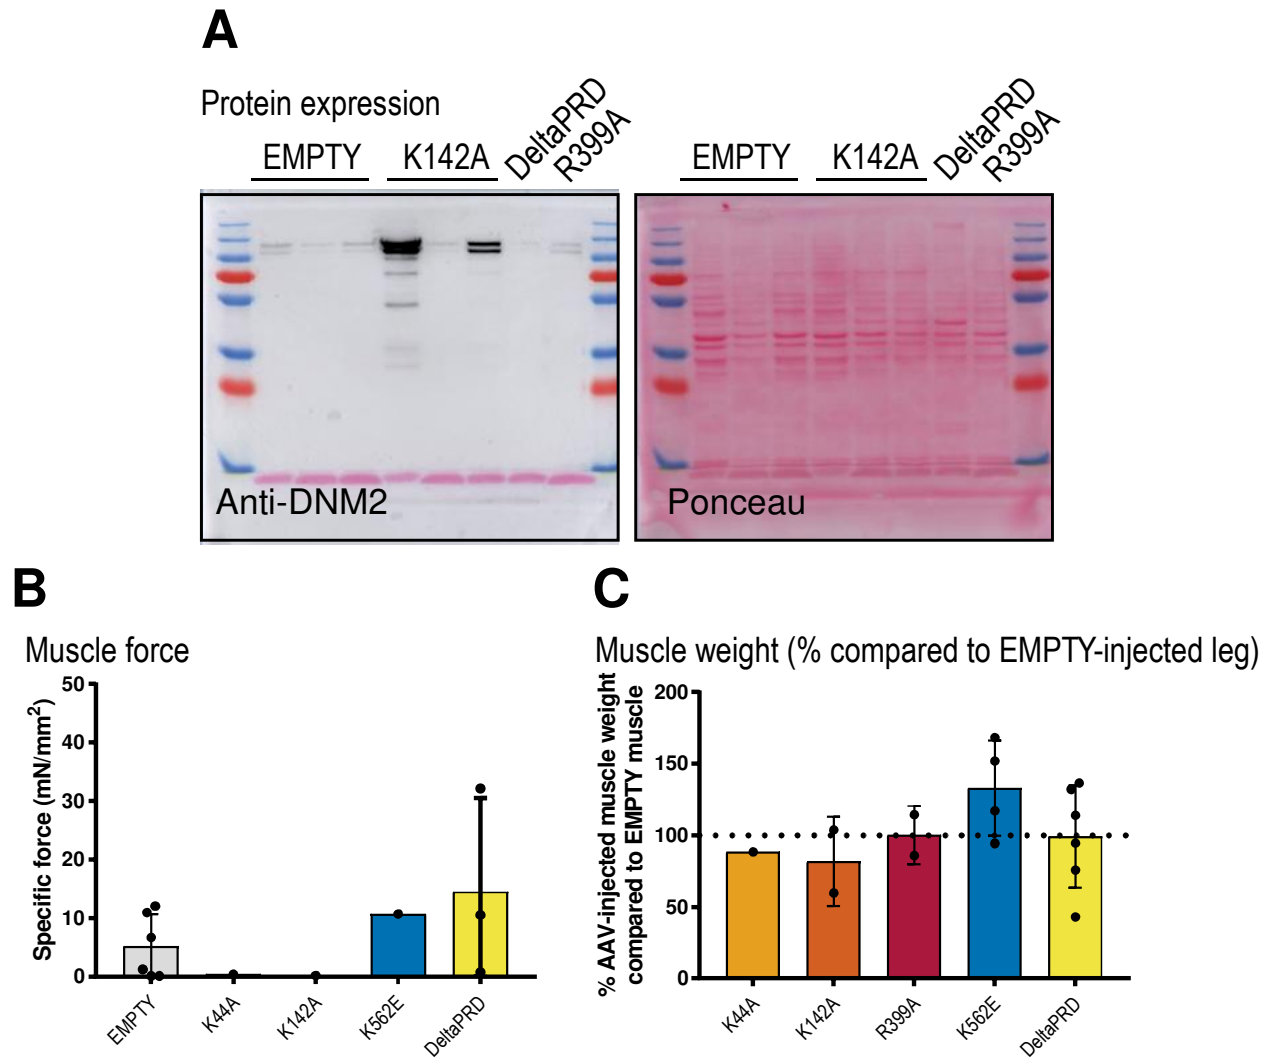 A
Protein expression
EMPTY K142A DeltaPRD R399A EMPTY K142A DeltaPRD R399A
Anti-DNM2 Ponceau
B
Muscle force
Specific force (mN/mm2)
50
40
30
20
10
0
EMPTY K44A K142A K562E DeltaPRD
C
Muscle weight (% compared to EMPTY-injected leg)
% AAV-injected muscle weight
compared to EMPTY muscle
200
150
100
50
0
K44A K142A R399A K562E DeltaPRD